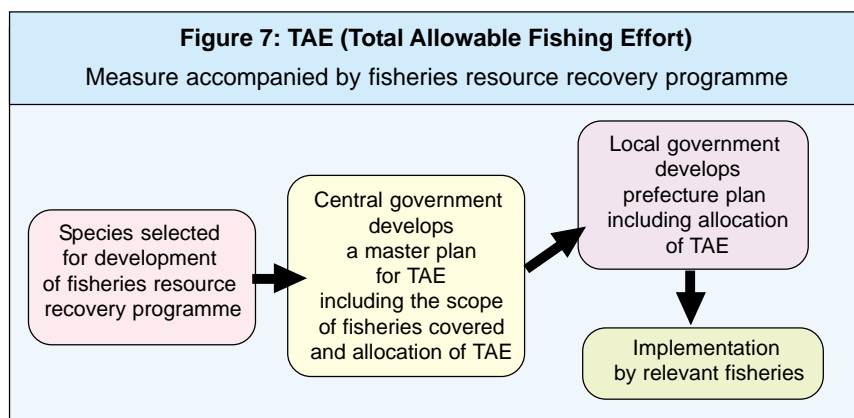 Figure 7: TAE (Total Allowable Fishing Effort)
Measure accompanied by fisheries resource recovery programme
Species selected
for development
of fisheries resource
recovery programme
Central government
develops
a master plan
for TAE
including the scope
of fisheries covered
and allocation of TAE
Local government
develops
prefecture plan
including allocation
of TAE
Implementation
by relevant fisheries